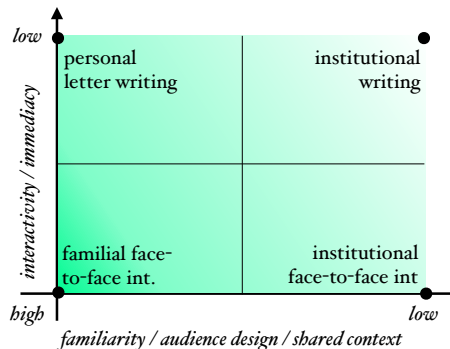 low
personal
letter writing
institutional
writing
interactivity / immediacy
familial face-
to-face int.
institutional
face-to-face int
high
low
familiarity / audience design / shared context